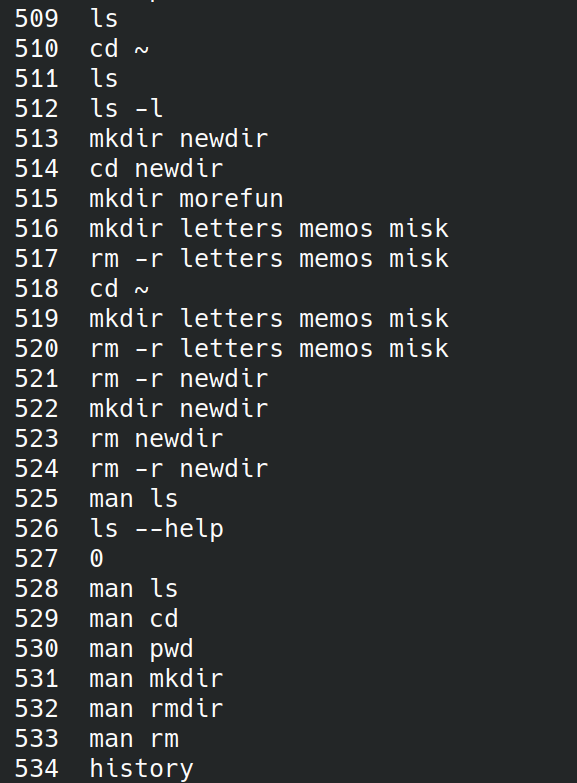 509 ls
510 cd ~
511 ls
512 ls -l
513 mkdir newdir
514 cd newdir
515 mkdir morefun
516 mkdir letters memos misk
517 rm -r letters memos misk
518 cd ~
519 mkdir letters memos misk
520 rm -r letters memos misk
521 rm -r newdir
522 mkdir newdir
523 rm newdir
524 rm -r newdir
525 man ls
526 ls --help
527 0
528 man ls
529 man cd
530 man pwd
531 man mkdir
532 man rmdir
533 man rm
534 history